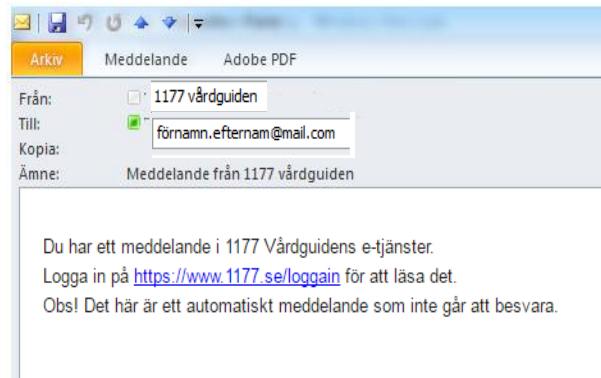 Arkiv Meddelande Adobe PDF
Från: 1177 vårdguiden
Till: förnamn.efternam@mail.com
Kopia:
Ämne: Meddelande från 1177 vårdguiden
Du har ett meddelande i 1177 Vårdguidens e-tjänster.
Logga in på https://www.1177.se/loggain för att läsa det.
Obs! Det här är ett automatiskt meddelande som inte går att besvara.